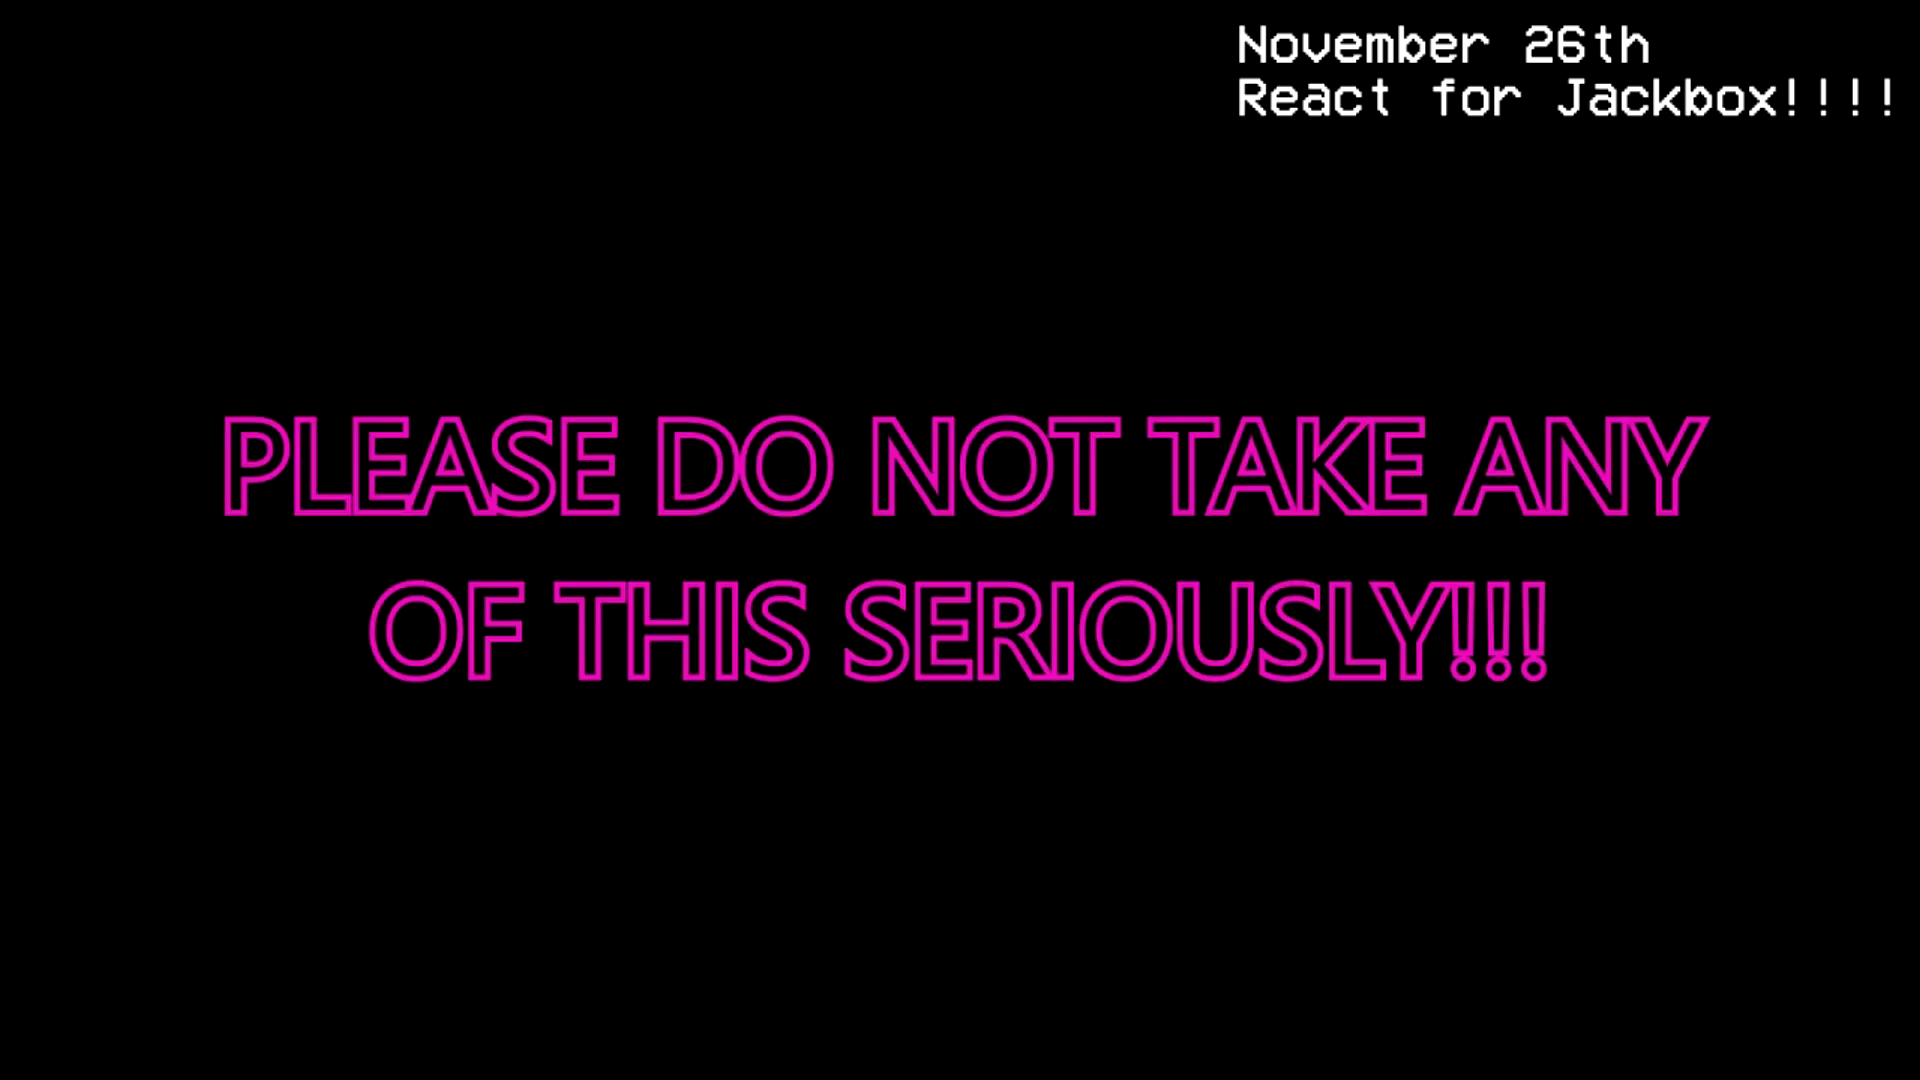 November 26th
React for Jackbox!!!!
PLEASE DO NOT TAKE ANY
OF THIS SERIOUSLY!!!